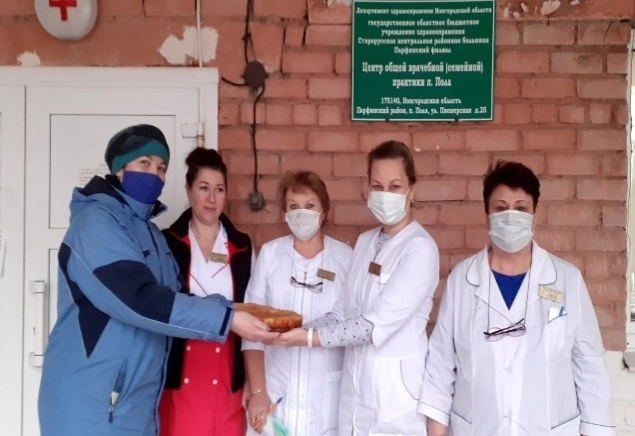 Департамент здравоохранения Новгородской области
государственное областное бюджетное
учреждение здравоохранения
Старорусская центральная районная больница
Парфинский филиал
Центр общей врачебной (семейной)
практики п. Пола
175140, Новгородская область
Парфинский район, п. Пола, ул. Пионерская д.25